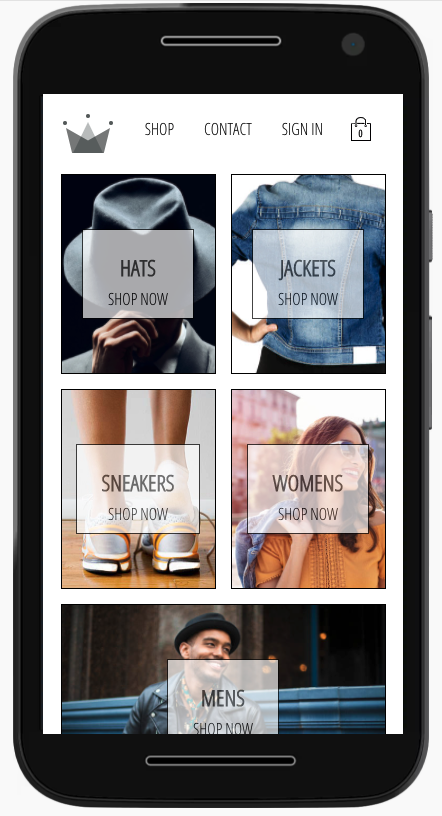 SHOP CONTACT SIGN IN 0
HATS
SHOP NOW
JACKETS
SHOP NOW
SNEAKERS
SHOP NOW
WOMENS
SHOP NOW
MENS
SHOP NOW